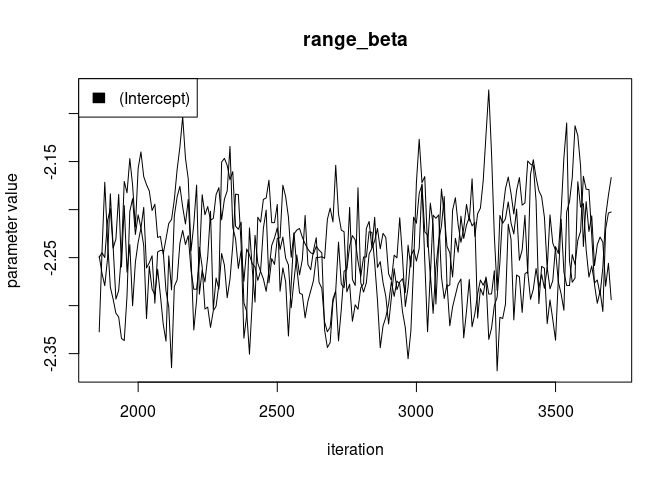 range_beta
(Intercept)
parameter value
-2.15
-2.25
-2.35
2000 2500 3000 3500
iteration